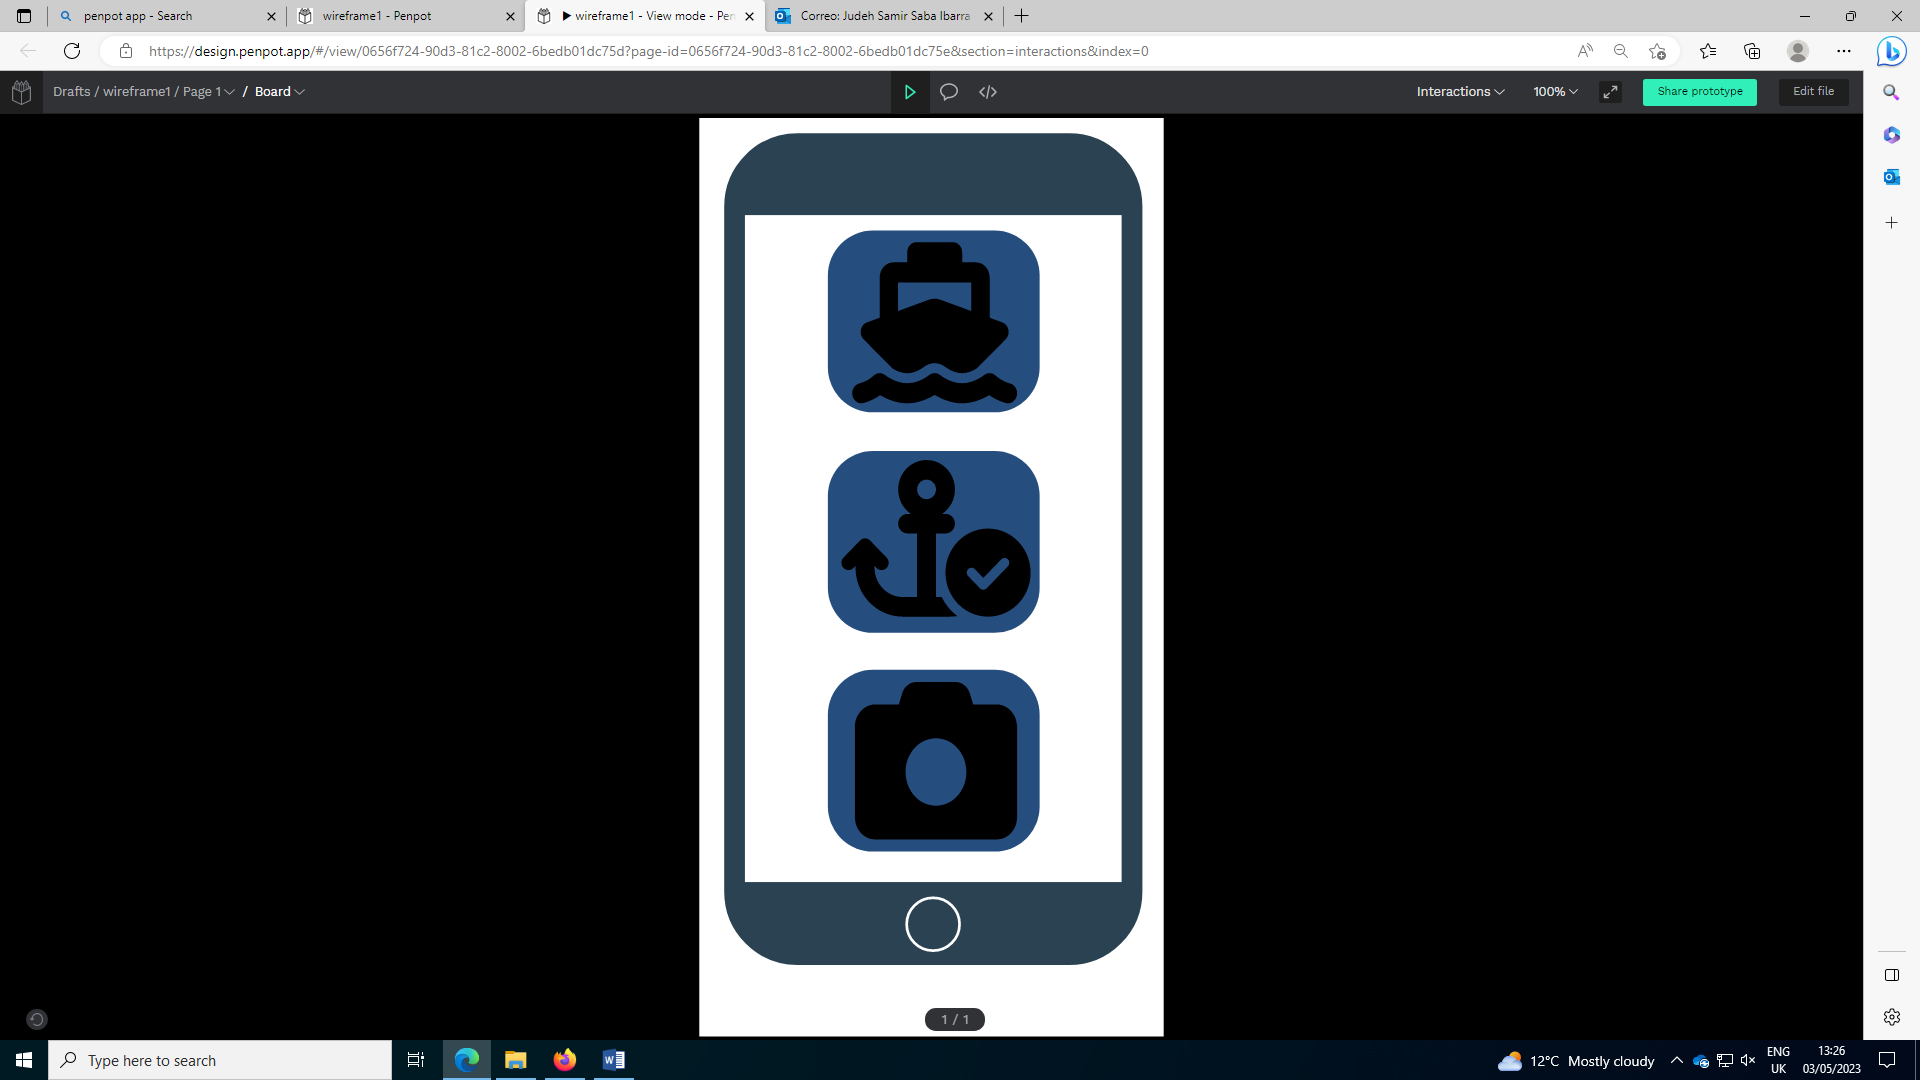 penpot app - Search
wireframe1 - Penpot
▶ wireframe1 - View mode - Pen
Correo: Judeh Samir Saba Ibarra
https://design.penpot.app/#/view/0656f724-90d3-81c2-8002-6bedb01dc75d?page-id=0656f724-90d3-81c2-8002-6bedb01dc75e&section=interactions&index=0
Drafts / wireframe1 / Page 1 / Board
Interactions
100%
Share prototype
Edit file
1 / 1
Type here to search
12°C Mostly cloudy
ENG
UK
13:26
03/05/2023